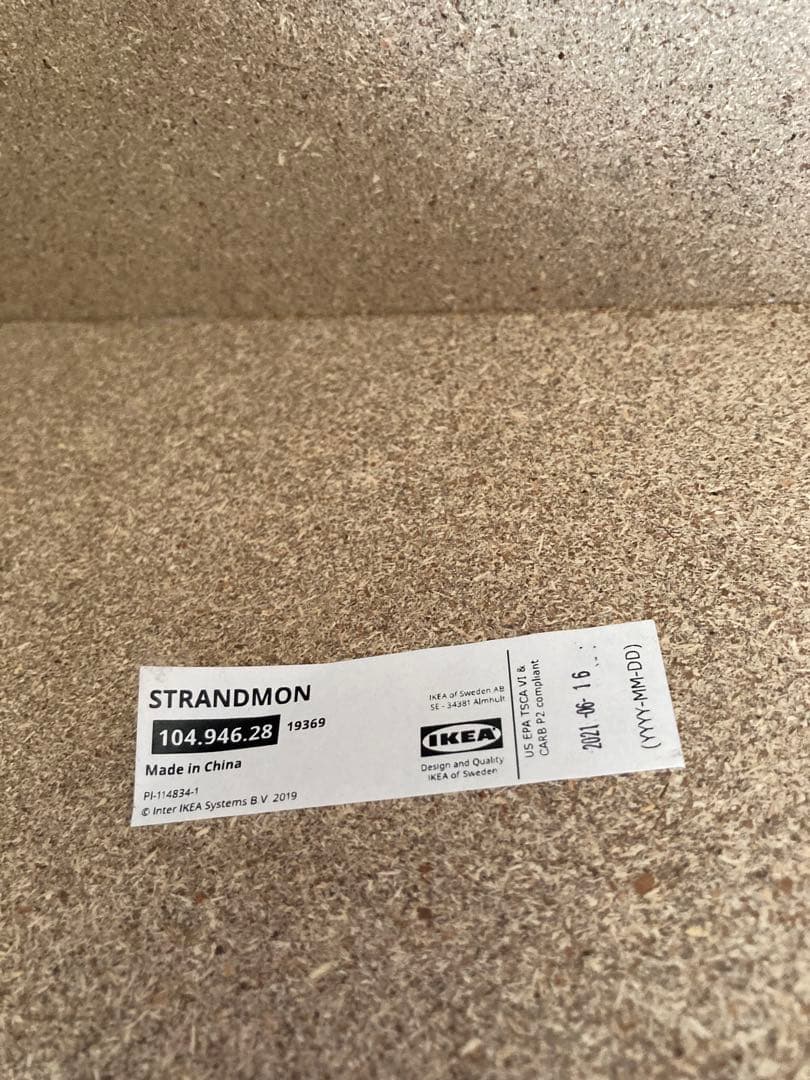 STRANDMON
104.946.28 19369
Made in China
PI-114834-1
© Inter IKEA Systems B.V. 2019
IKEA of Sweden AB
SE - 34381 Älmhult
IKEA
Design and Quality
IKEA of Sweden
US EPA TSCA VI &
CARB P2 compliant
2021-06-16
(YYYY-MM-DD)